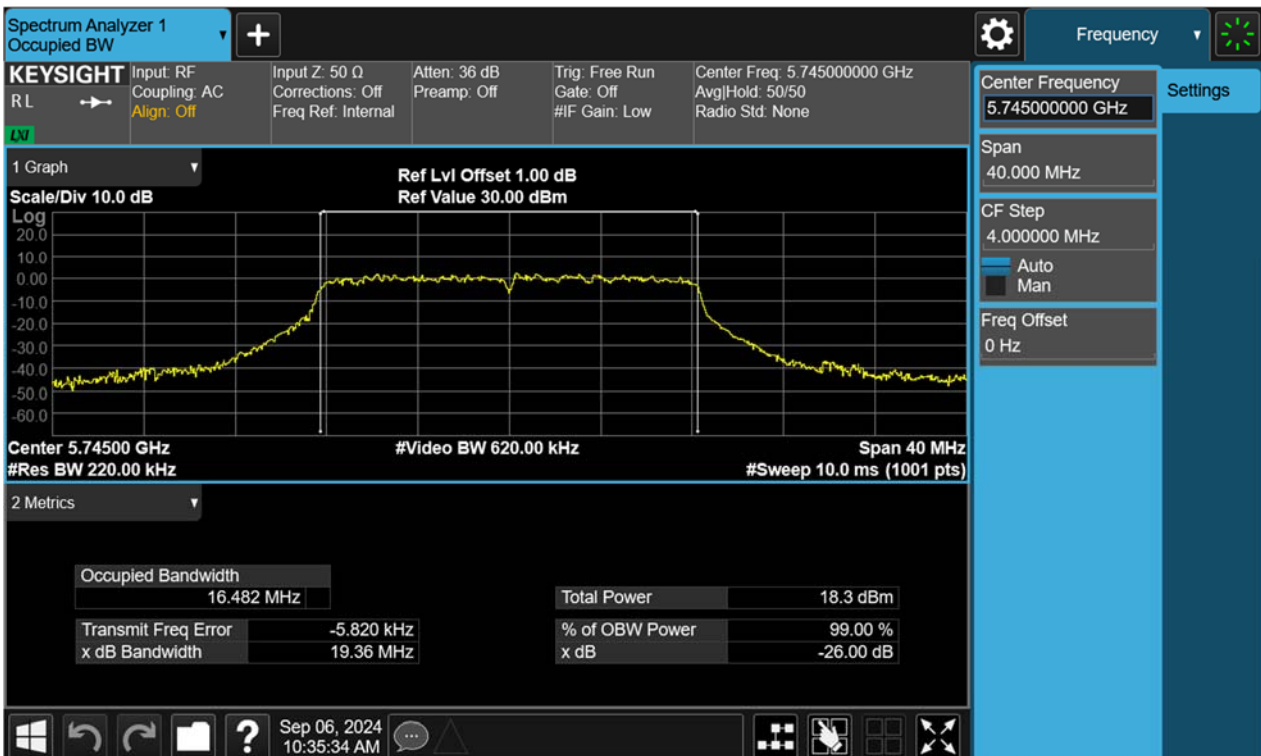 Spectrum Analyzer 1
Occupied BW
+
Frequency
KEYSIGHT
R L
LXI
Input: RF
Coupling: AC
Align: Off
Input Z: 50 Ω
Corrections: Off
Freq Ref: Internal
Atten: 36 dB
Preamp: Off
Trig: Free Run
Gate: Off
#IF Gain: Low
Center Freq: 5.745000000 GHz
Avg|Hold: 50/50
Radio Std: None
Center Frequency
5.745000000 GHz
Settings
Span
40.000 MHz
CF Step
4.000000 MHz
Auto
Man
Freq Offset
0 Hz
1 Graph
Scale/Div 10.0 dB
Ref Lvl Offset 1.00 dB
Ref Value 30.00 dBm
Log
20.0
10.0
0.00
-10.0
-20.0
-30.0
-40.0
-50.0
-60.0
Center 5.74500 GHz
#Video BW 620.00 kHz
Span 40 MHz
#Res BW 220.00 kHz
#Sweep 10.0 ms (1001 pts)
2 Metrics
Occupied Bandwidth
16.482 MHz
Total Power 18.3 dBm
Transmit Freq Error -5.820 kHz
% of OBW Power 99.00 %
x dB Bandwidth 19.36 MHz
x dB -26.00 dB
?
Sep 06, 2024
10:35:34 AM